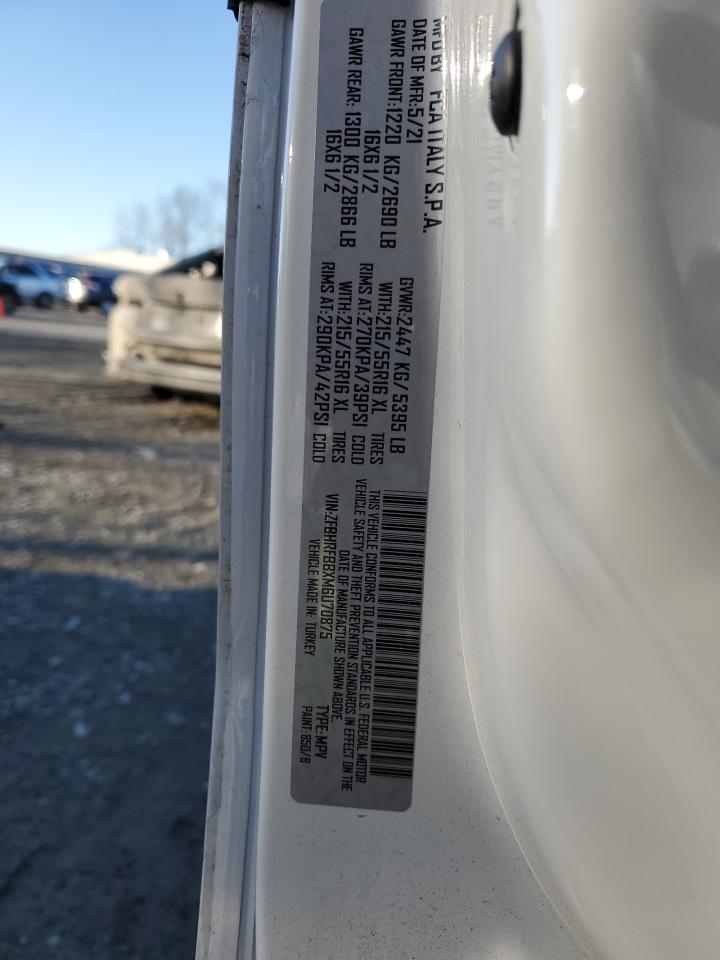 MFD BY FCA ITALY S.P.A.
DATE OF MFR:5/21 GVWR:2447 KG/5395 LB
GAWR FRONT:1220 KG/2690 LB WITH:215/55R16 XL TIRES
16X6 1/2 RIMS AT:270KPA/39PSI COLD
GAWR REAR: 1300 KG/2866 LB WITH:215/55R16 XL TIRES
16X6 1/2 RIMS AT:290KPA/42PSI COLD
THIS VEHICLE CONFORMS TO ALL APPLICABLE U.S. FEDERAL MOTOR
VEHICLE SAFETY AND THEFT PREVENTION STANDARDS IN EFFECT ON THE
DATE OF MANUFACTURE SHOWN ABOVE.
VIN:ZFBHRFBBXM6U70875 TYPE:MPV
VEHICLE MADE IN: TURKEY PAINT:850/B